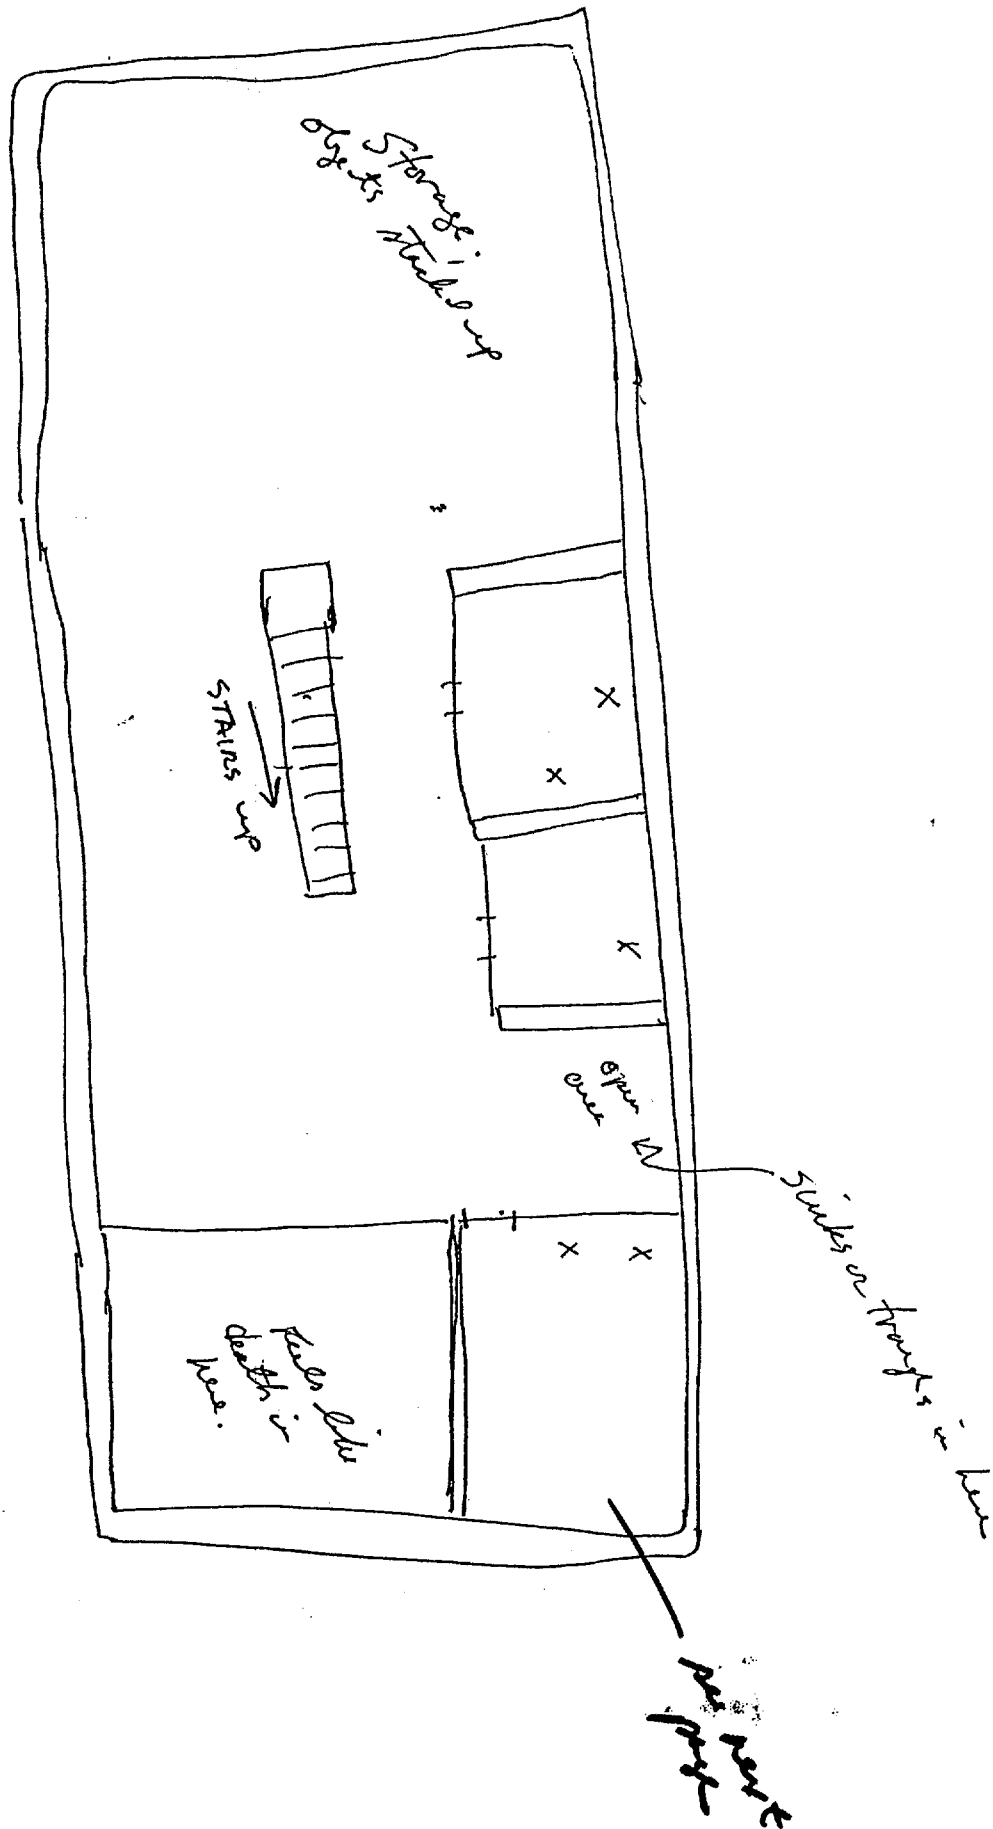 Storage;
objects stacked up
STAIRS up
open
area
sinks or troughs in here
Feels like
death in
here.
per next
page
X
X
X
X
X